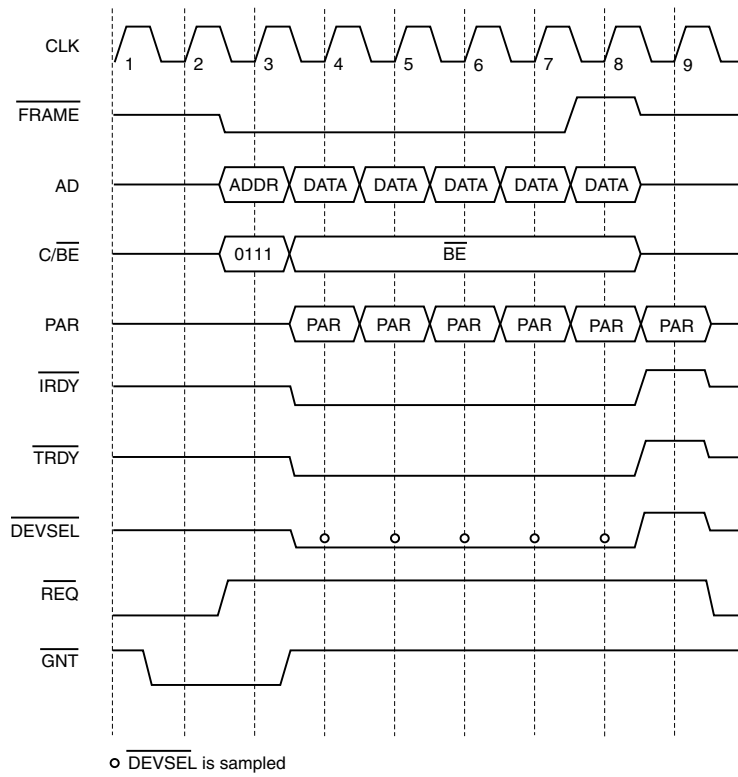 CLK
1 2 3 4 5 6 7 8 9
FRAME
AD ADDR DATA DATA DATA DATA DATA
C/BE 0111 BE
PAR PAR PAR PAR PAR PAR PAR
IRDY
TRDY
DEVSEL
REQ
GNT
DEVSEL is sampled